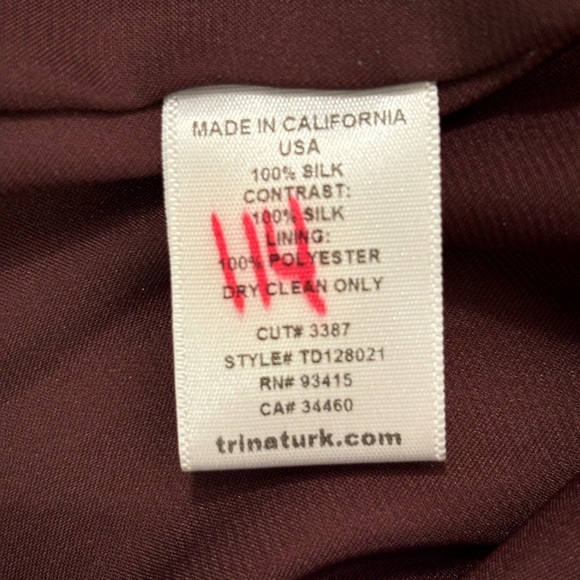 MADE IN CALIFORNIA
USA
100% SILK
CONTRAST:
100% SILK
LINING:
100% POLYESTER
DRY CLEAN ONLY
114
CUT# 3387
STYLE# TD128021
RN# 93415
CA# 34460
trinaturk.com